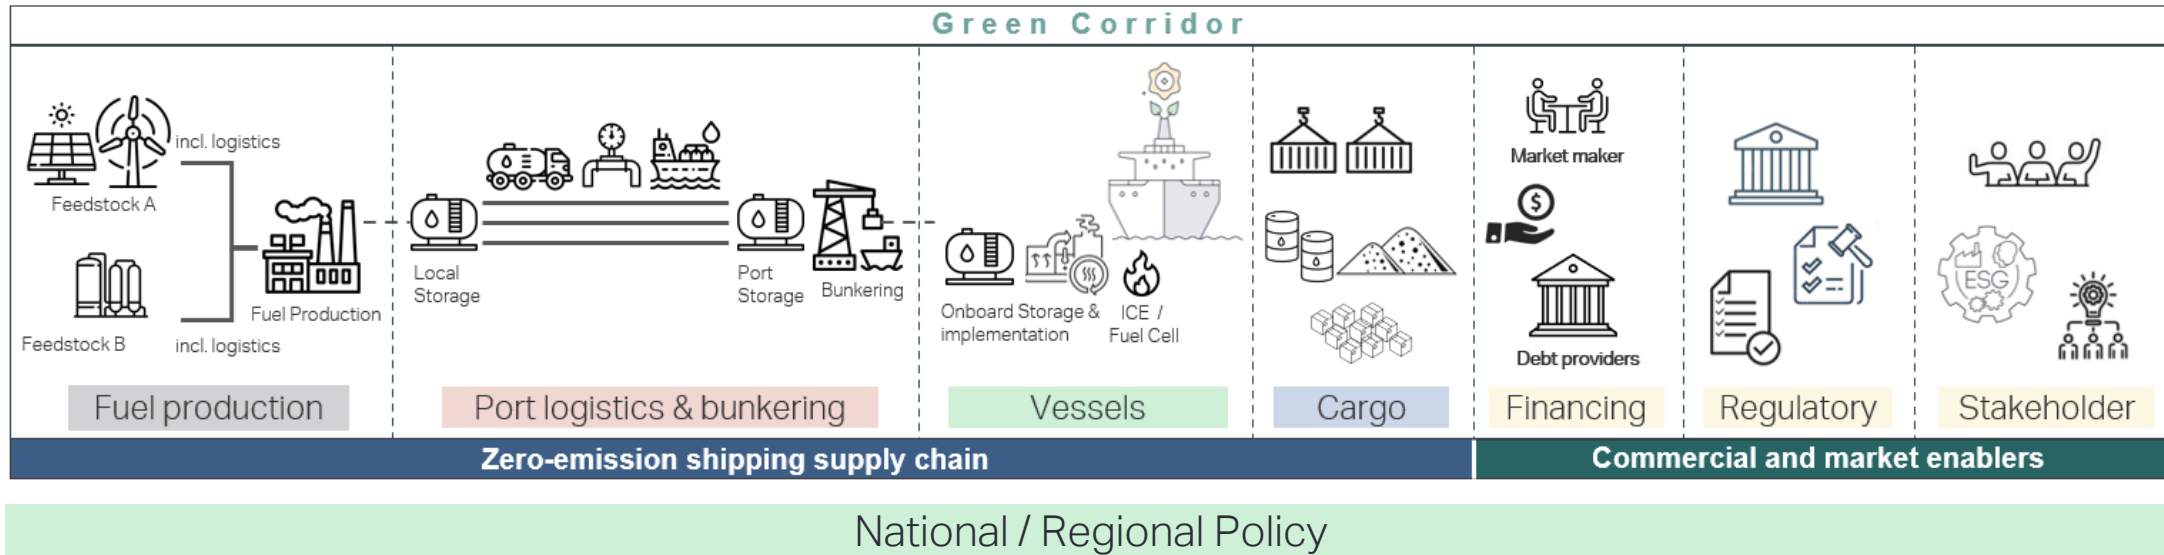 Green Corridor
incl. logistics
Feedstock A
Fuel Production
Feedstock B
incl. logistics
Local
Storage
Port
Storage
Bunkering
Onboard Storage &
implementation
ICE /
Fuel Cell
$
Market maker
Debt providers
ESG
Fuel production
Port logistics & bunkering
Vessels
Cargo
Financing
Regulatory
Stakeholder
Zero-emission shipping supply chain
Commercial and market enablers
National / Regional Policy